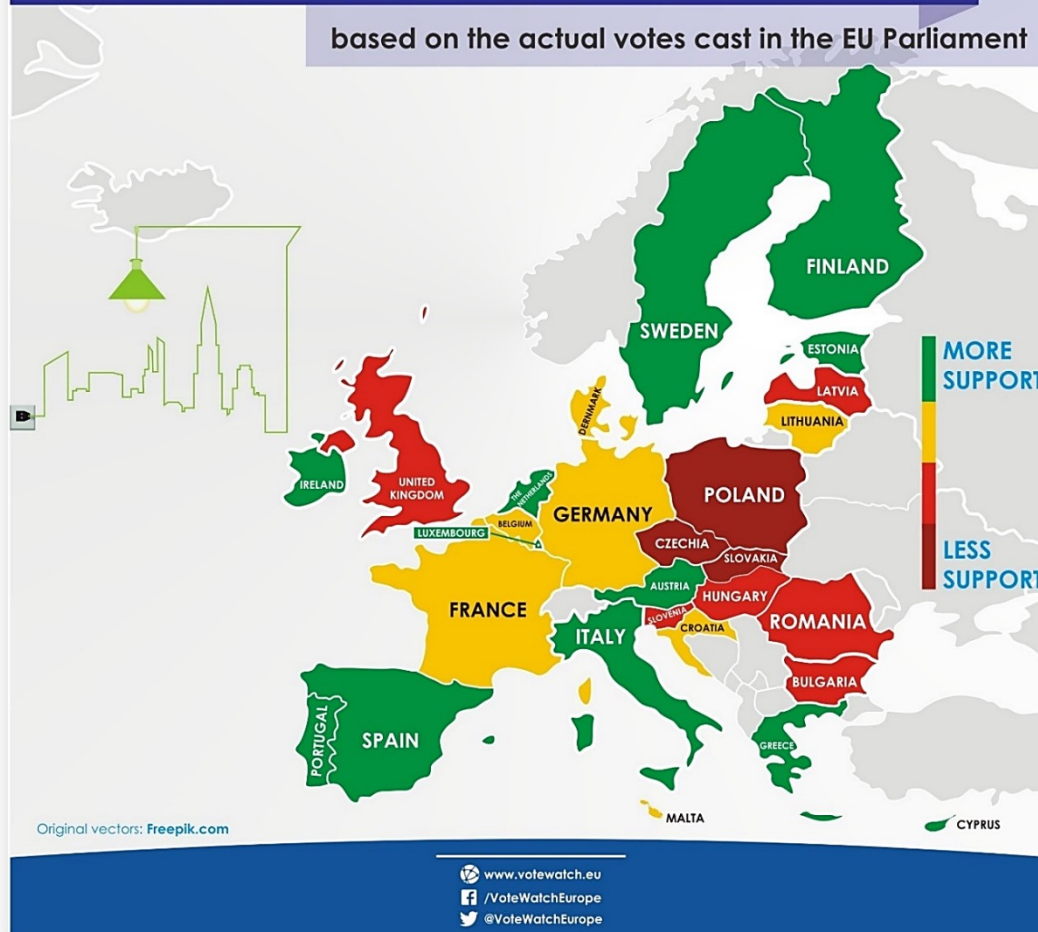 based on the actual votes cast in the EU Parliament
FINLAND
SWEDEN
ESTONIA
MORE
SUPPORT
LATVIA
DERNMARK
LITHUANIA
IRELAND
UNITED
KINGDOM
THE
NETHERLANDS
POLAND
BELGIUM
GERMANY
LUXEMBOURG
CZECHIA
SLOVAKIA
LESS
SUPPORT
AUSTRIA
HUNGARY
FRANCE
SLOVENIA
ROMANIA
CROATIA
ITALY
BULGARIA
PORTUGAL
SPAIN
GREECE
MALTA
CYPRUS
Original vectors: Freepik.com
www.votewatch.eu
/VoteWatchEurope
@VoteWatchEurope